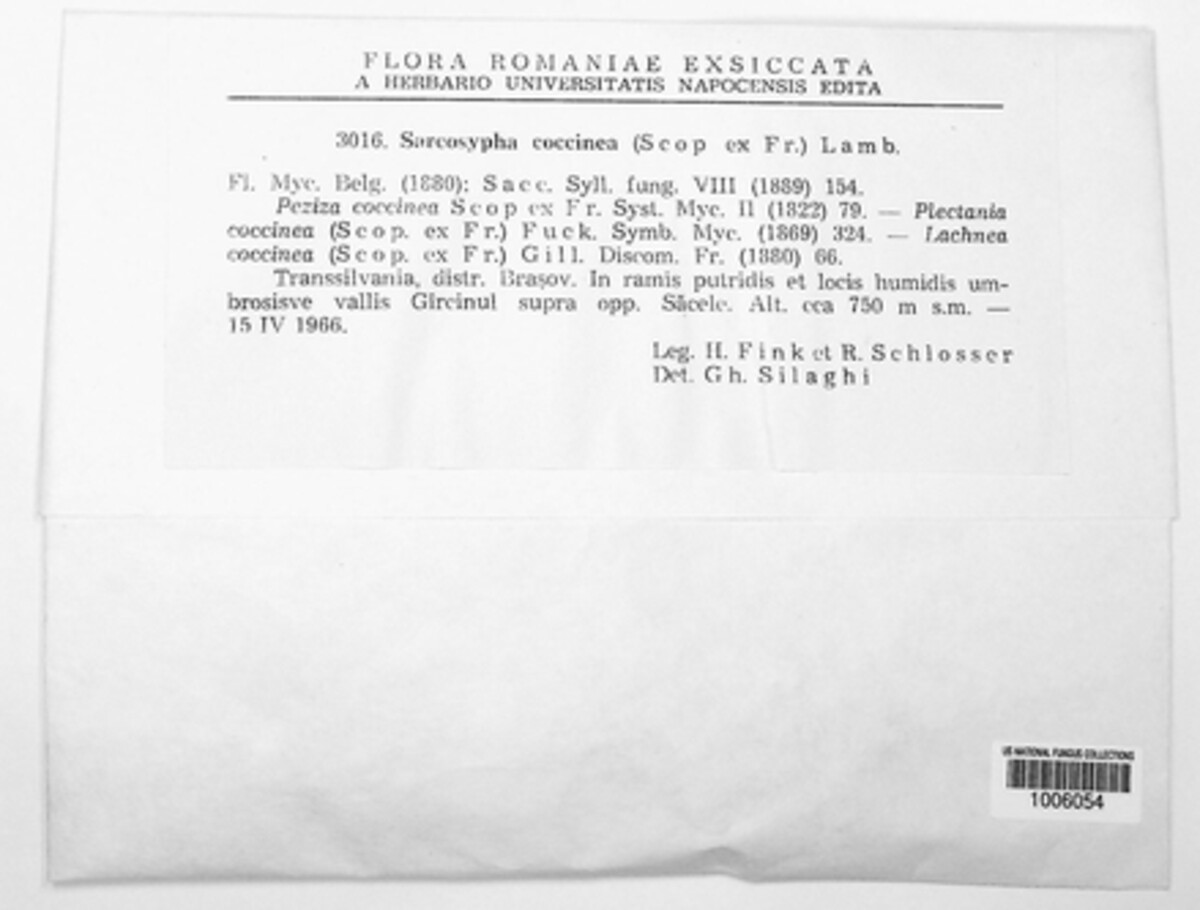 FLORA ROMANIAE EXSICCATA
A HERBARIO UNIVERSITATIS NAPOCENSIS EDITA
3016. Sarcosypha coccinea (Scop ex Fr.) Lamb.
Fl. Myc. Belg. (1880); Sacc. Syll. fung. VIII (1889) 154.
Peziza coccinea Scop ex Fr. Syst. Myc. II (1822) 79. — Plectania
coccinea (Scop. ex Fr.) Fuck. Symb. Myc. (1869) 324. — Lachnea
coccinea (Scop. ex Fr.) Gill. Discom. Fr. (1880) 66.
Transsilvania, distr. Brașov. In ramis putridis et locis humidis um-
brosisve vallis Gîrcinul supra opp. Săcele. Alt. cca 750 m s.m. —
15 IV 1966.
Leg. H. Fink et R. Schlosser
Det. Gh. Silaghi
US NATIONAL FUNGUS COLLECTIONS
1006054